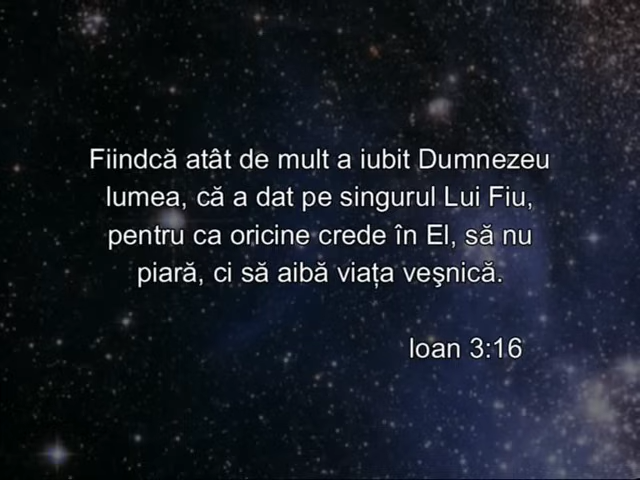 Fiindcă atât de mult a iubit Dumnezeu
lumea, că a dat pe singurul Lui Fiu,
pentru ca oricine crede în El, să nu
piară, ci să aibă viața veşnică.
Ioan 3:16